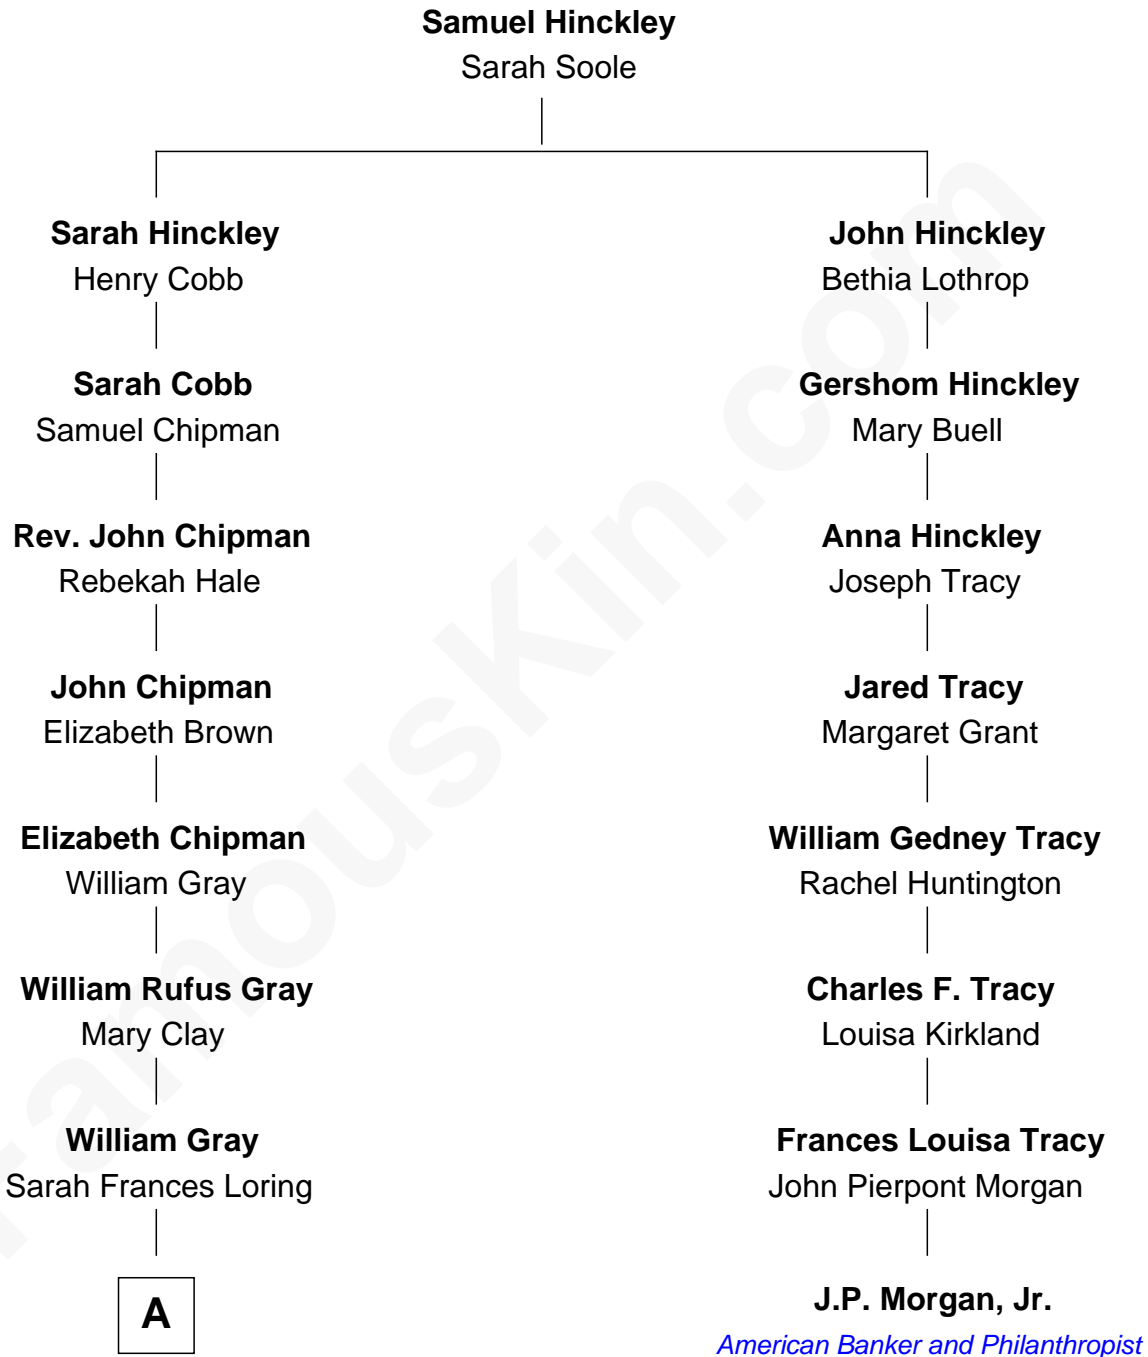 Samuel Hinckley
Sarah Soole
Sarah Hinckley
Henry Cobb
John Hinckley
Bethia Lothrop
Sarah Cobb
Samuel Chipman
Gershom Hinckley
Mary Buell
Rev. John Chipman
Rebekah Hale
Anna Hinckley
Joseph Tracy
John Chipman
Elizabeth Brown
Jared Tracy
Margaret Grant
Elizabeth Chipman
William Gray
William Gedney Tracy
Rachel Huntington
William Rufus Gray
Mary Clay
Charles F. Tracy
Louisa Kirkland
William Gray
Sarah Frances Loring
Frances Louisa Tracy
John Pierpont Morgan
A
J.P. Morgan, Jr.
American Banker and Philanthropist
FamousKin.com